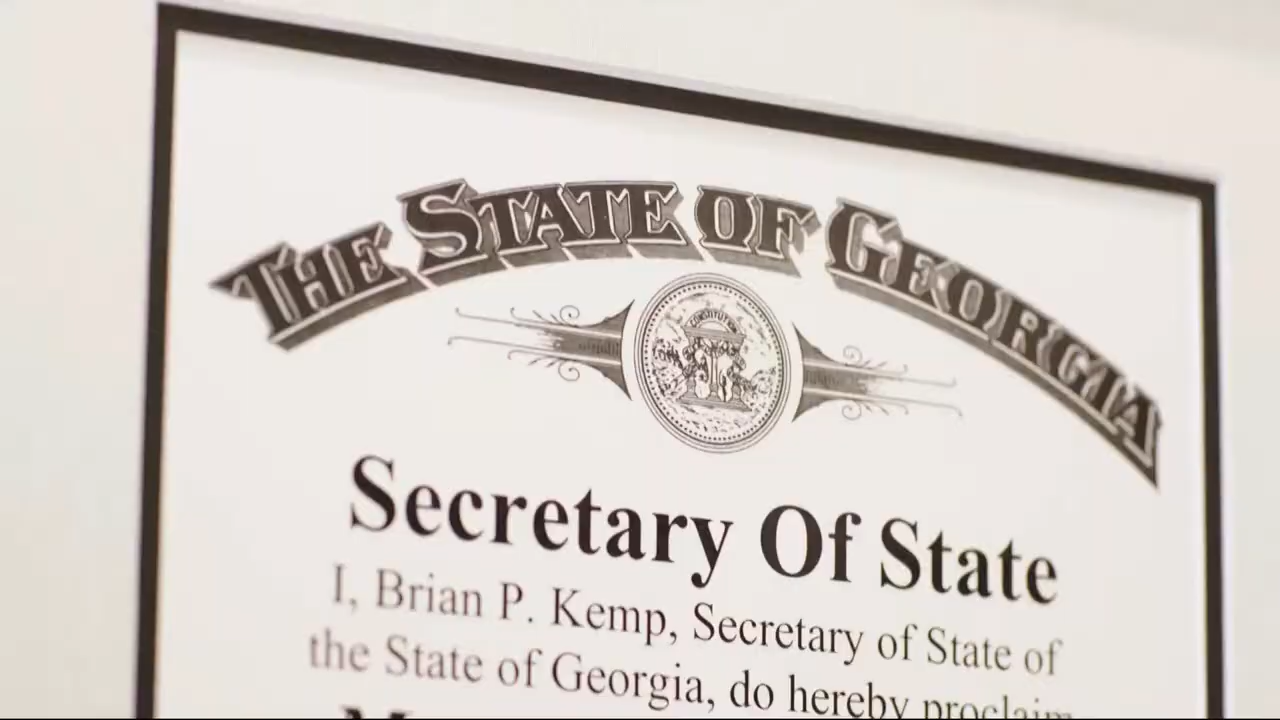 THE STATE OF GEORGIA
CONSTITUTION
Secretary Of State
I, Brian P. Kemp, Secretary of State of
the State of Georgia, do hereby proclaim